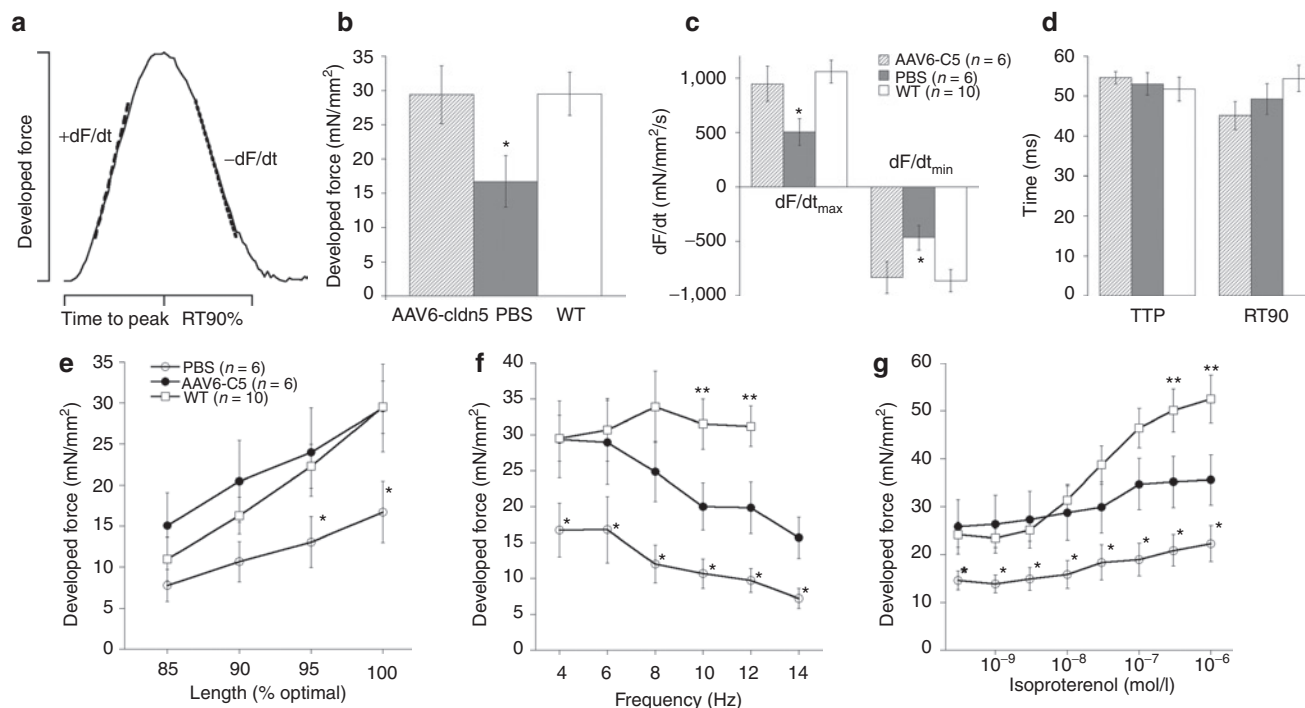 a
Developed force
+dF/dt
−dF/dt
Time to peak RT90%
b
Developed force (mN/mm²)
35
30
25
20
15
10
5
0
*
AAV6-cldn5 PBS WT
c
dF/dt (mN/mm²/s)
1,000
500
0
−500
−1,000
AAV6-C5 (n = 6)
PBS (n = 6)
WT (n = 10)
*
dF/dtmin
dF/dtmax
*
d
Time (ms)
60
50
40
30
20
10
0
TTP RT90
e
PBS (n = 6)
AAV6-C5 (n = 6)
WT (n = 10)
Developed force (mN/mm²)
35
30
25
20
15
10
5
0
* *
85 90 95 100
Length (% optimal)
f
Developed force (mN/mm²)
40
35
30
25
20
15
10
5
0
** **
* * * * * *
4 6 8 10 12 14
Frequency (Hz)
g
Developed force (mN/mm²)
60
50
40
30
20
10
0
** **
* * * * * * * *
10⁻⁹ 10⁻⁸ 10⁻⁷ 10⁻⁶
Isoproterenol (mol/l)